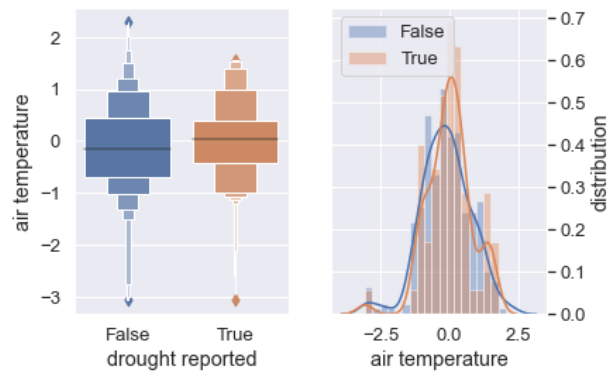 2
1
0
−1
−2
−3
air temperature
False True
drought reported
False
True
0.7
0.6
0.5
0.4
0.3
0.2
0.1
0.0
distribution
−2.5 0.0 2.5
air temperature